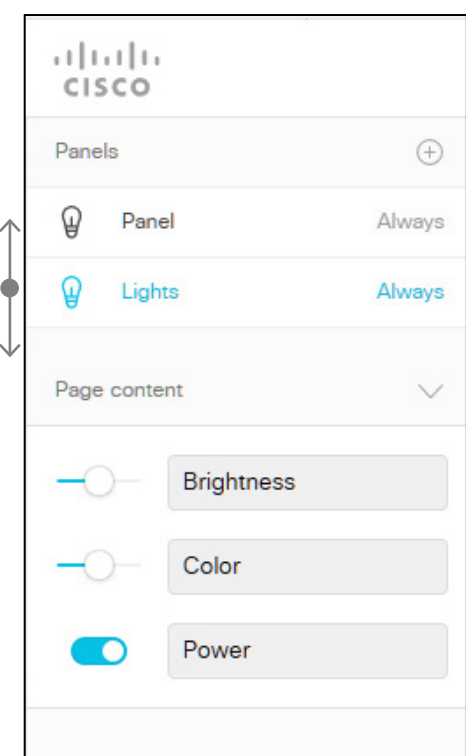 CISCO
Panels
Panel Always
Lights Always
Page content
Brightness
Color
Power